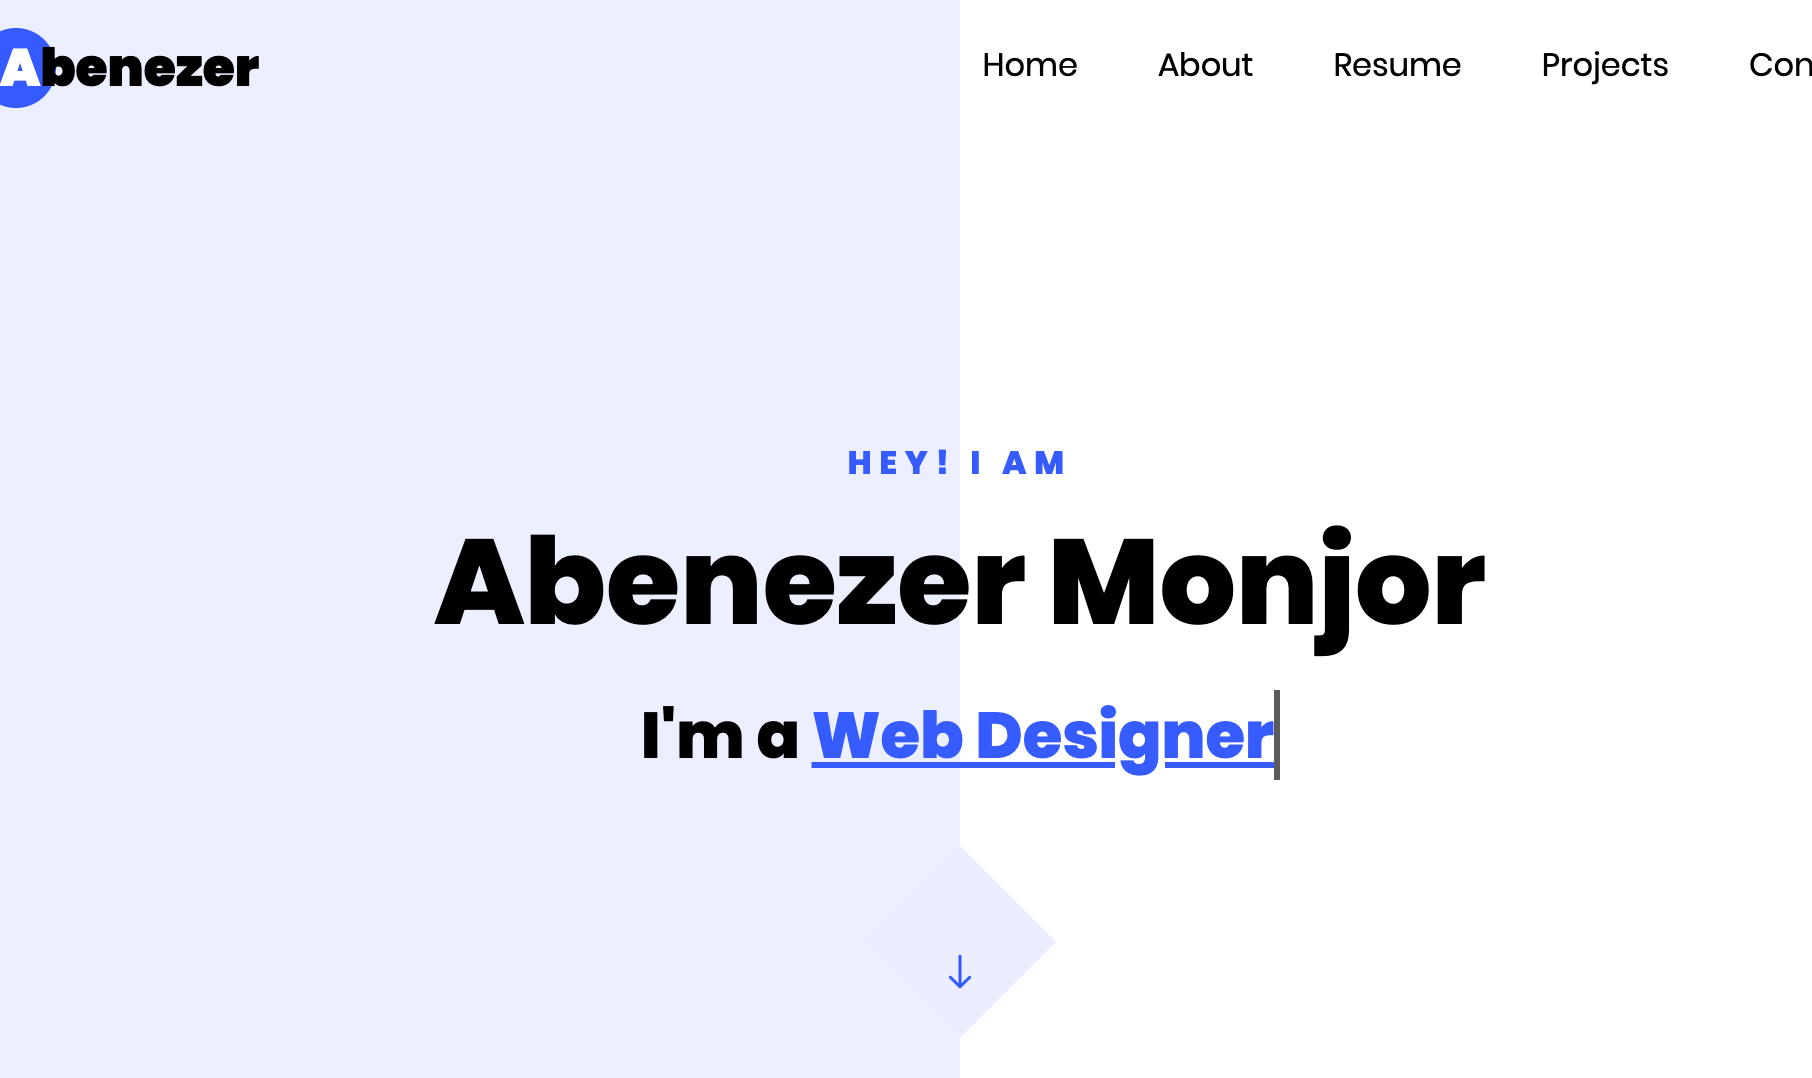 Abenezer
Home About Resume Projects Con
HEY! I AM
Abenezer Monjor
I'm a Web Designer